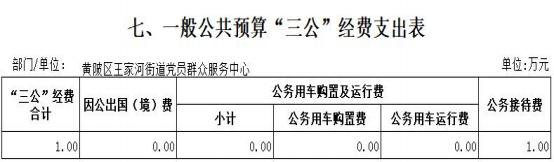 七、一般公共预算“三公”经费支出表
部门/单位： 黄陂区王家河街道党员群众服务中心 单位:万元
“三公”经费合计 因公出国（境）费 公务用车购置及运行费 公务接待费
小计 公务用车购置费 公务用车运行费
1.00 0.00 0.00 0.00 0.00 1.00